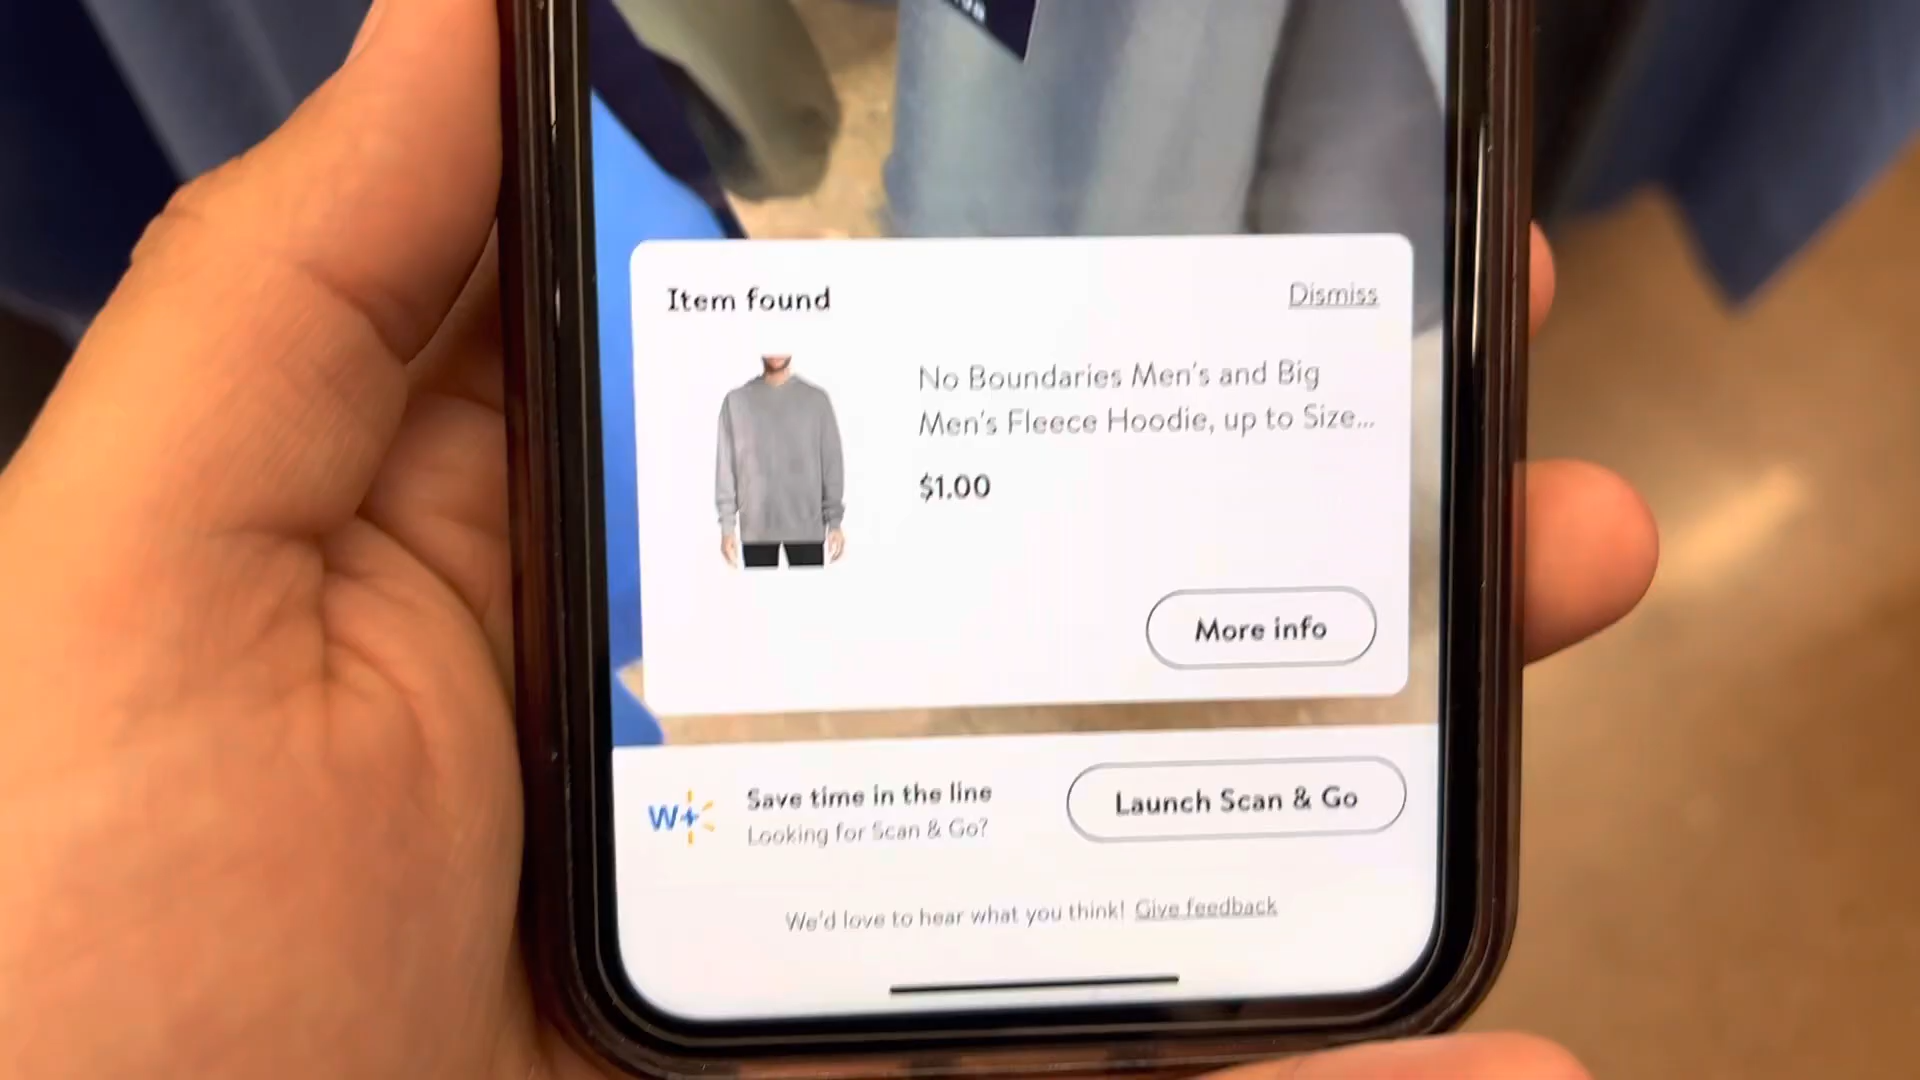 Item found
Dismiss
No Boundaries Men's and Big
Men's Fleece Hoodie, up to Size...
$1.00
More info
W+
Save time in the line
Looking for Scan & Go?
Launch Scan & Go
We'd love to hear what you think! Give feedback